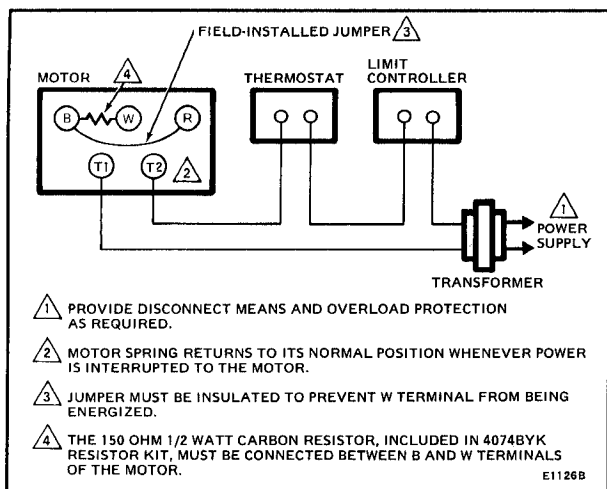 FIELD-INSTALLED JUMPER 3
MOTOR
4
THERMOSTAT
LIMIT
CONTROLLER
B
W
R
T1
T2
2
1
POWER
SUPPLY
TRANSFORMER
1 PROVIDE DISCONNECT MEANS AND OVERLOAD PROTECTION
AS REQUIRED.
2 MOTOR SPRING RETURNS TO ITS NORMAL POSITION WHENEVER POWER
IS INTERRUPTED TO THE MOTOR.
3 JUMPER MUST BE INSULATED TO PREVENT W TERMINAL FROM BEING
ENERGIZED.
4 THE 150 OHM 1/2 WATT CARBON RESISTOR, INCLUDED IN 4074BYK
RESISTOR KIT, MUST BE CONNECTED BETWEEN B AND W TERMINALS
OF THE MOTOR.
E1126B